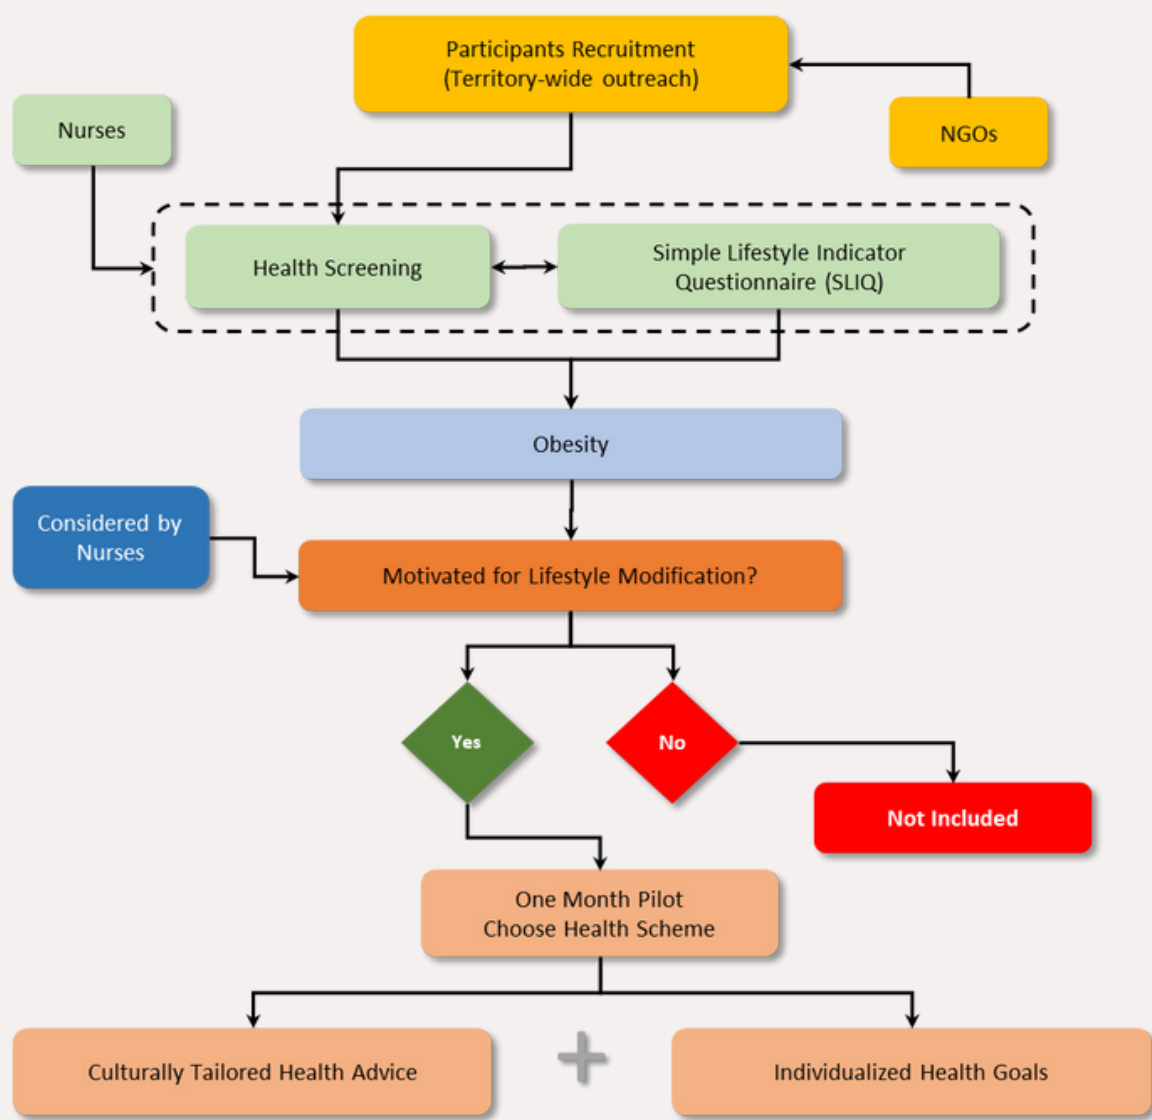 Participants Recruitment
(Territory-wide outreach)
Nurses
NGOs
Health Screening
Simple Lifestyle Indicator
Questionnaire (SLIQ)
Obesity
Considered by
Nurses
Motivated for Lifestyle Modification?
Yes
No
Not Included
One Month Pilot
Choose Health Scheme
Culturally Tailored Health Advice
+
Individualized Health Goals